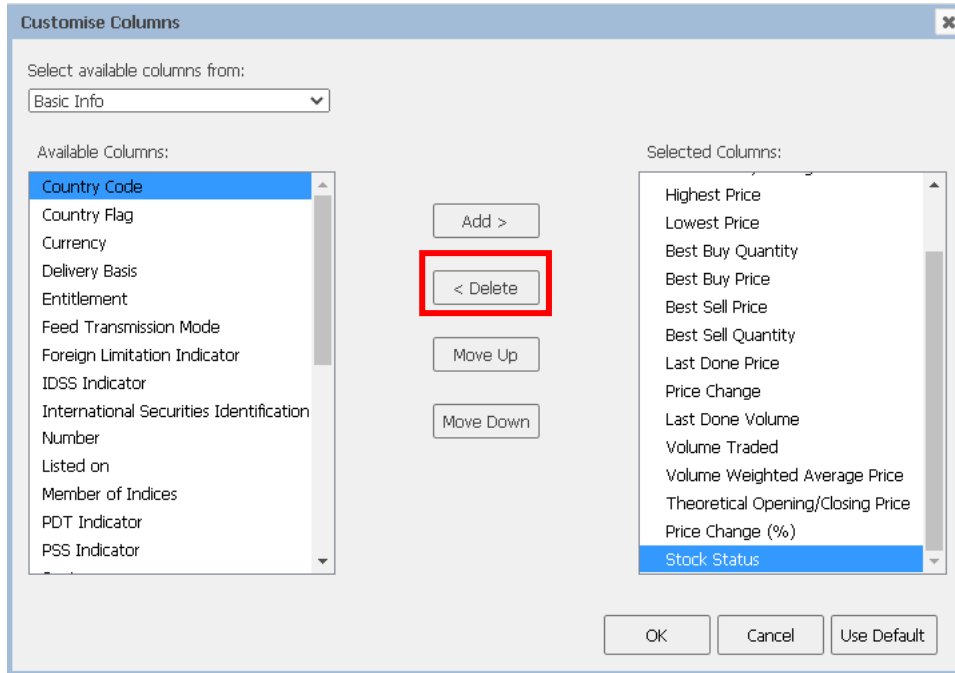 Customise Columns
Select available columns from:
Basic Info
Available Columns:
Country Code
Country Flag
Currency
Delivery Basis
Entitlement
Feed Transmission Mode
Foreign Limitation Indicator
IDSS Indicator
International Securities Identification
Number
Listed on
Member of Indices
PDT Indicator
PSS Indicator
Add >
< Delete
Move Up
Move Down
Selected Columns:
Highest Price
Lowest Price
Best Buy Quantity
Best Buy Price
Best Sell Price
Best Sell Quantity
Last Done Price
Price Change
Last Done Volume
Volume Traded
Volume Weighted Average Price
Theoretical Opening/Closing Price
Price Change (%)
Stock Status
OK
Cancel
Use Default